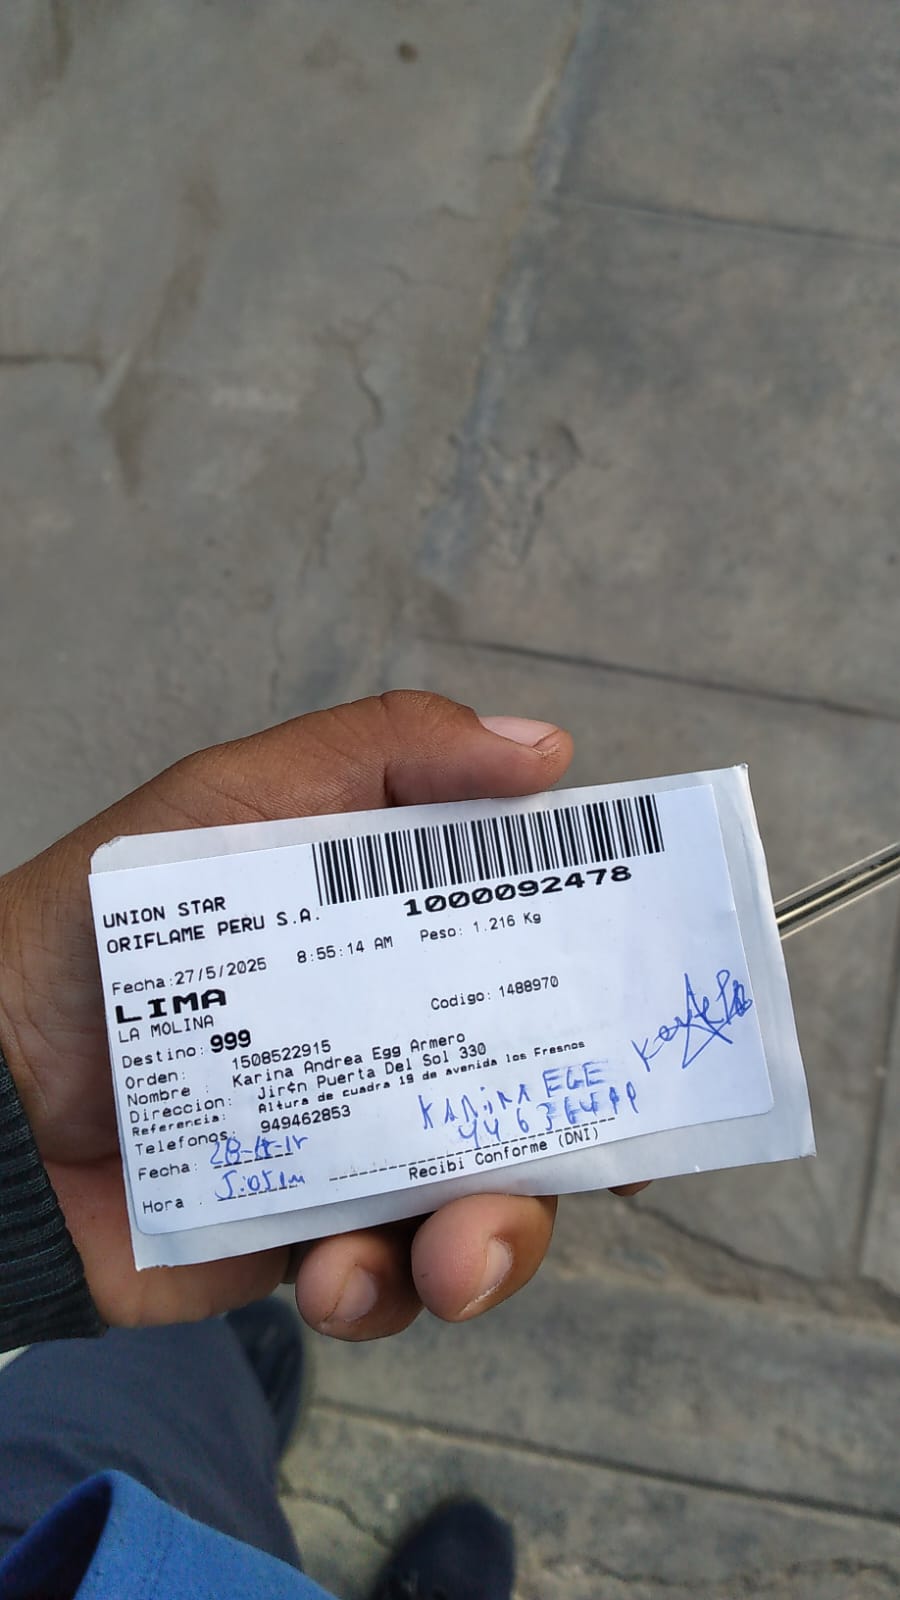 1000092478
UNION STAR
ORIFLAME PERU S.A.
Fecha:27/5/2025 8:55:14 AM Peso: 1.216 Kg
LIMA
LA MOLINA Codigo: 1488970
Destino: 999
Orden: 1508522915
Nombre : Karina Andrea Egg Armero
Direccion: Jir¢n Puerta Del Sol 330
Referencia: Altura de cuadra 19 de avenida los Fresnos
Telefonos: 949462853
KARINA EGE
Fecha:
Hora :
Recibi Conforme (DNI)